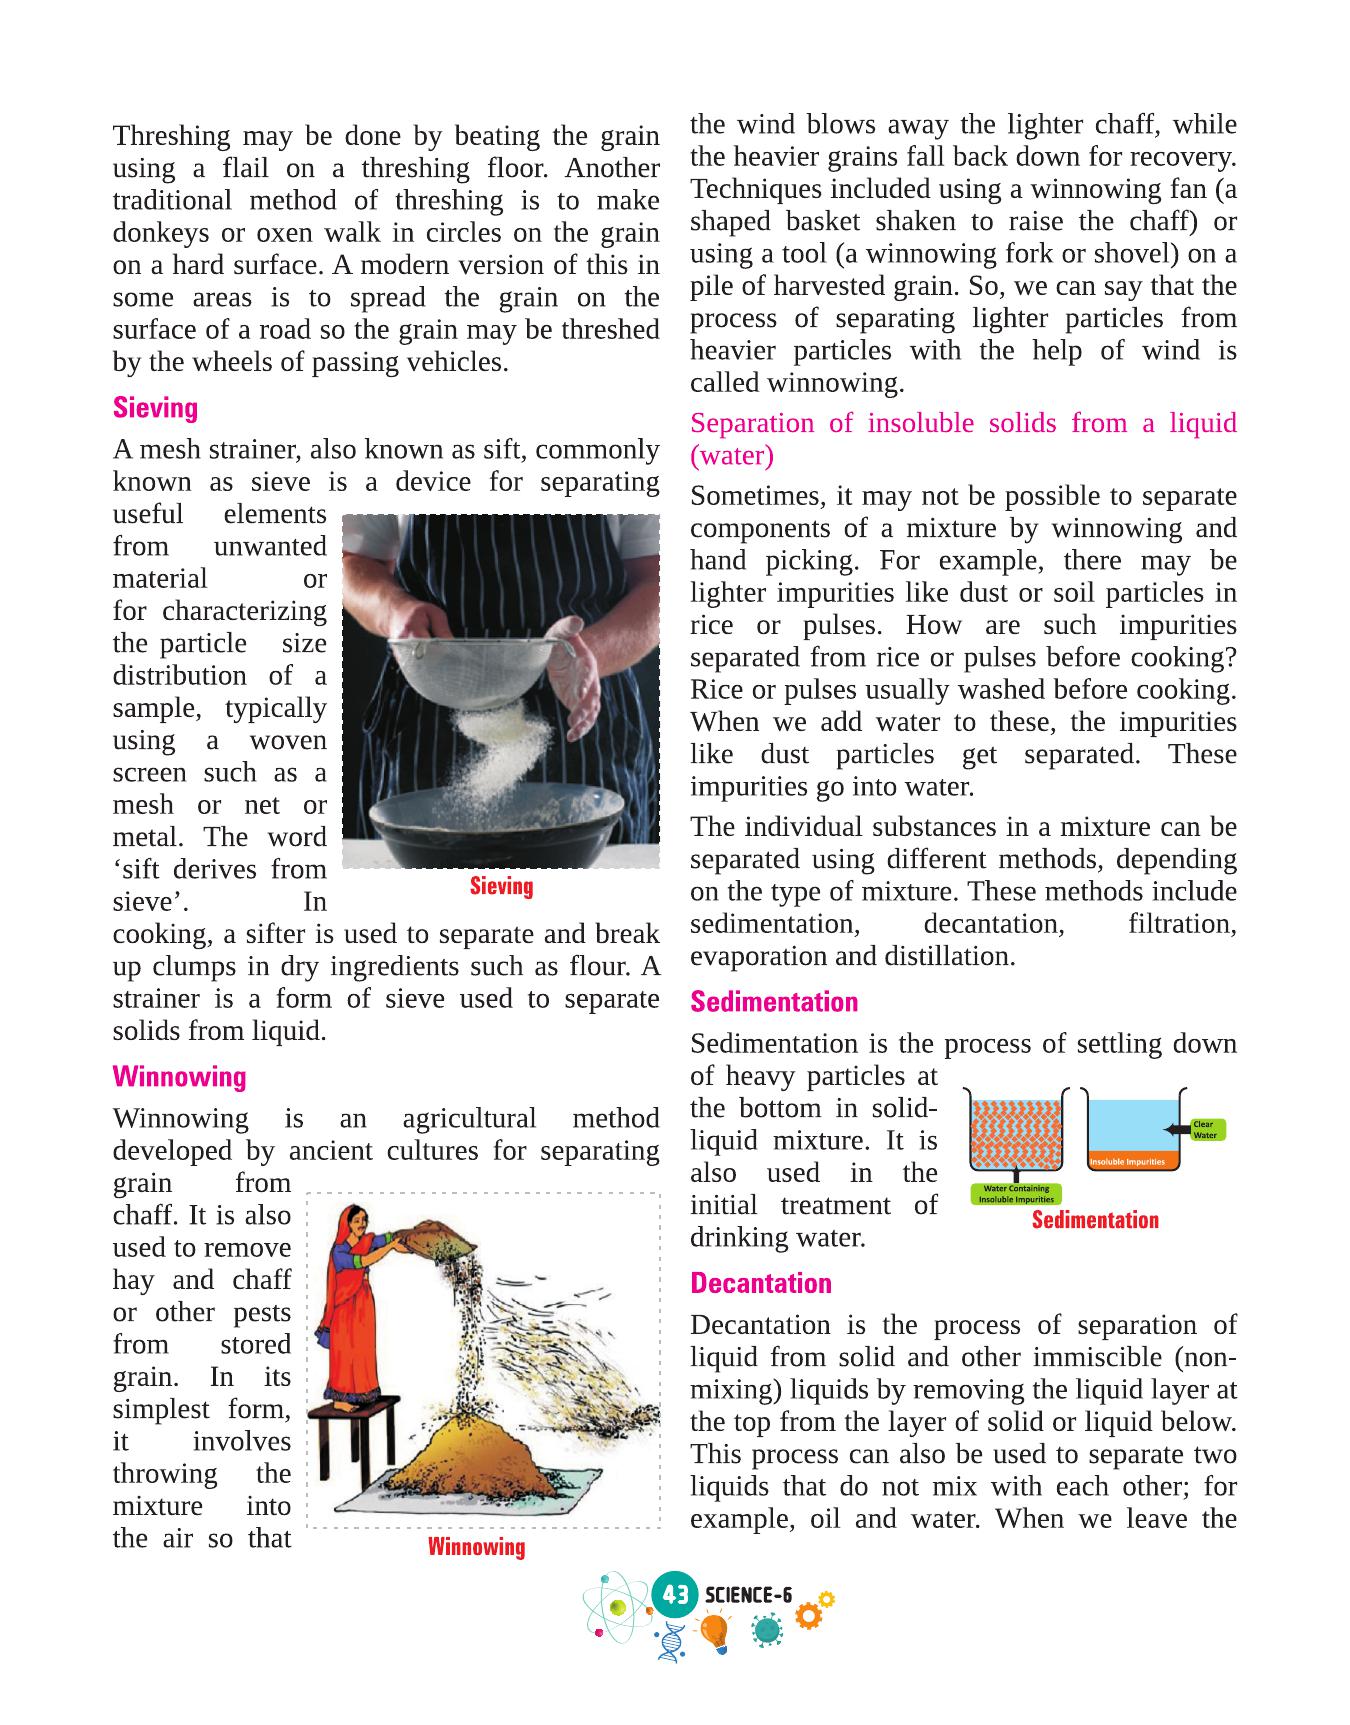 Threshing may be done by beating the grain
using a flail on a threshing floor. Another
traditional method of threshing is to make
donkeys or oxen walk in circles on the grain
on a hard surface. A modern version of this in
some areas is to spread the grain on the
surface of a road so the grain may be threshed
by the wheels of passing vehicles.
Sieving
A mesh strainer, also known as sift, commonly
known as sieve is a device for separating
useful elements
from unwanted
material or
for characterizing
the particle size
distribution of a
sample, typically
using a woven
screen such as a
mesh or net or
metal. The word
‘sift derives from
sieve’. In
Sieving
cooking, a sifter is used to separate and break
up clumps in dry ingredients such as flour. A
strainer is a form of sieve used to separate
solids from liquid.
Winnowing
Winnowing is an agricultural method
developed by ancient cultures for separating
grain from
chaff. It is also
used to remove
hay and chaff
or other pests
from stored
grain. In its
simplest form,
it involves
throwing the
mixture into
the air so that
Winnowing
the wind blows away the lighter chaff, while
the heavier grains fall back down for recovery.
Techniques included using a winnowing fan (a
shaped basket shaken to raise the chaff) or
using a tool (a winnowing fork or shovel) on a
pile of harvested grain. So, we can say that the
process of separating lighter particles from
heavier particles with the help of wind is
called winnowing.
Separation of insoluble solids from a liquid
(water)
Sometimes, it may not be possible to separate
components of a mixture by winnowing and
hand picking. For example, there may be
lighter impurities like dust or soil particles in
rice or pulses. How are such impurities
separated from rice or pulses before cooking?
Rice or pulses usually washed before cooking.
When we add water to these, the impurities
like dust particles get separated. These
impurities go into water.
The individual substances in a mixture can be
separated using different methods, depending
on the type of mixture. These methods include
sedimentation, decantation, filtration,
evaporation and distillation.
Sedimentation
Sedimentation is the process of settling down
of heavy particles at
the bottom in solid-
liquid mixture. It is
also used in the
initial treatment of
drinking water.
Clear
Water
Insoluble Impurities
Water Containing
Insoluble Impurities
Sedimentation
Decantation
Decantation is the process of separation of
liquid from solid and other immiscible (non-
mixing) liquids by removing the liquid layer at
the top from the layer of solid or liquid below.
This process can also be used to separate two
liquids that do not mix with each other; for
example, oil and water. When we leave the
43 SCIENCE-6